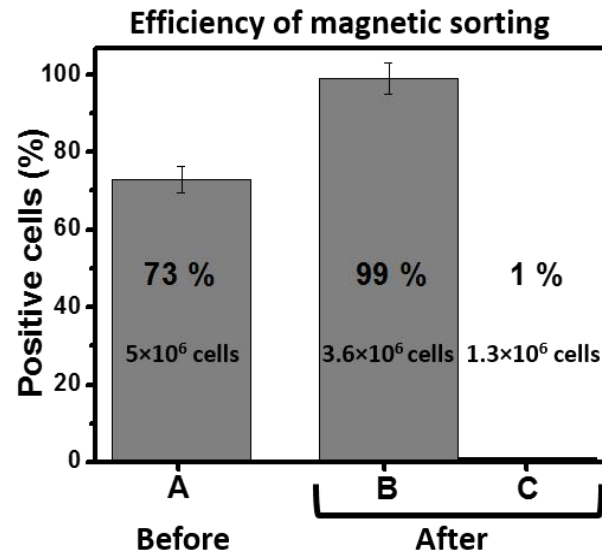 Efficiency of magnetic sorting
Positive cells (%)
100
80
60
40
20
0
73 %
99 %
1 %
5×10⁶ cells
3.6×10⁶ cells
1.3×10⁶ cells
A
B
C
Before
After